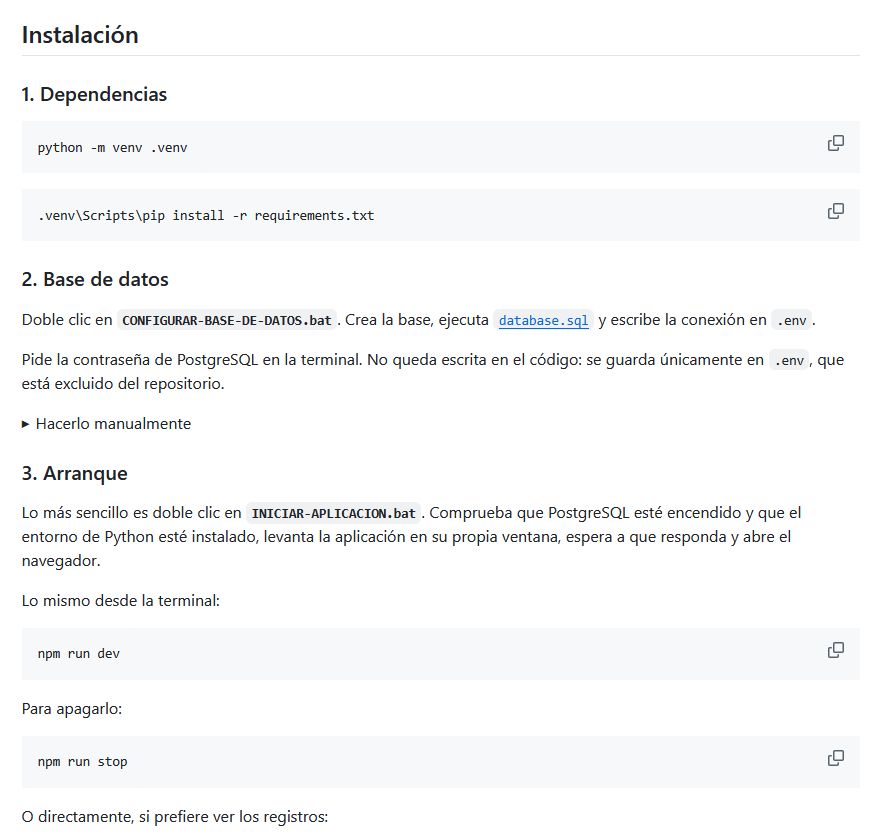 Instalación
1. Dependencias
python -m venv .venv
.venv\Scripts\pip install -r requirements.txt
2. Base de datos
Doble clic en CONFIGURAR-BASE-DE-DATOS.bat. Crea la base, ejecuta database.sql y escribe la conexión en .env.
Pide la contraseña de PostgreSQL en la terminal. No queda escrita en el código: se guarda únicamente en .env, que
está excluido del repositorio.
Hacerlo manualmente
3. Arranque
Lo más sencillo es doble clic en INICIAR-APLICACION.bat. Comprueba que PostgreSQL esté encendido y que el
entorno de Python esté instalado, levanta la aplicación en su propia ventana, espera a que responda y abre el
navegador.
Lo mismo desde la terminal:
npm run dev
Para apagarlo:
npm run stop
O directamente, si prefiere ver los registros: